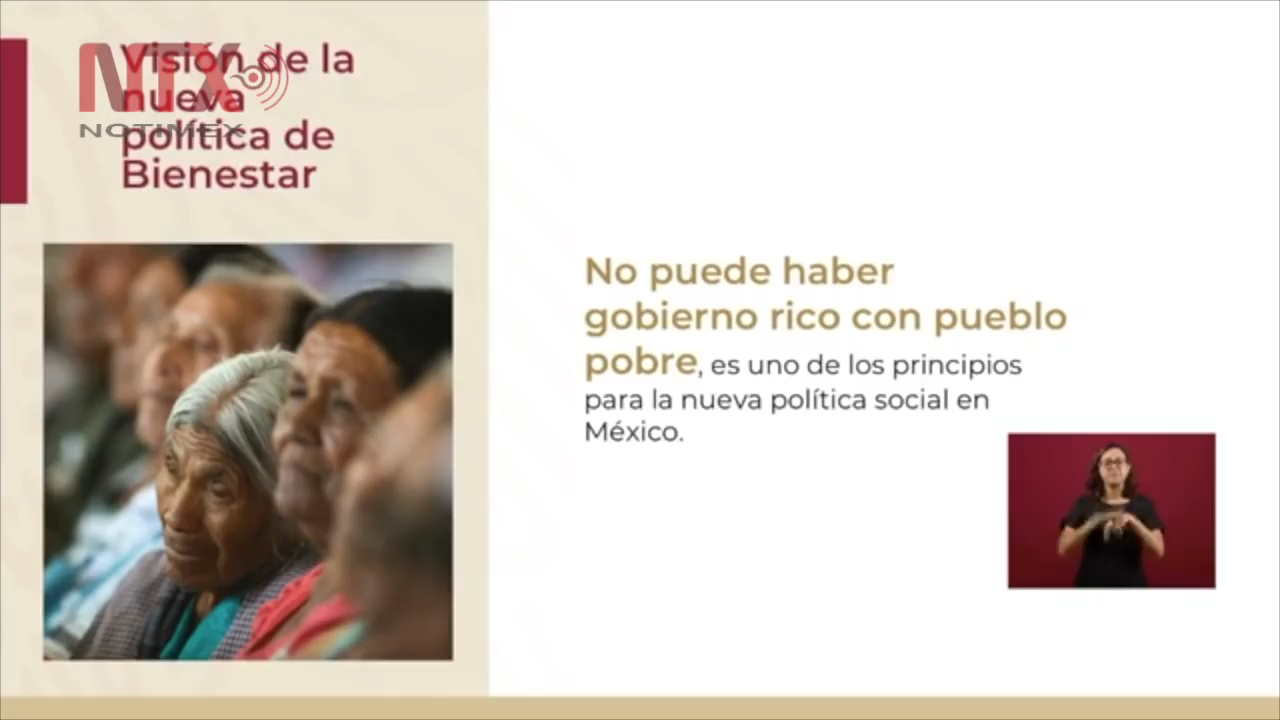 NTX
NOTIMEX
Visión de la
nueva
política de
Bienestar
No puede haber
gobierno rico con pueblo
pobre, es uno de los principios
para la nueva política social en
México.